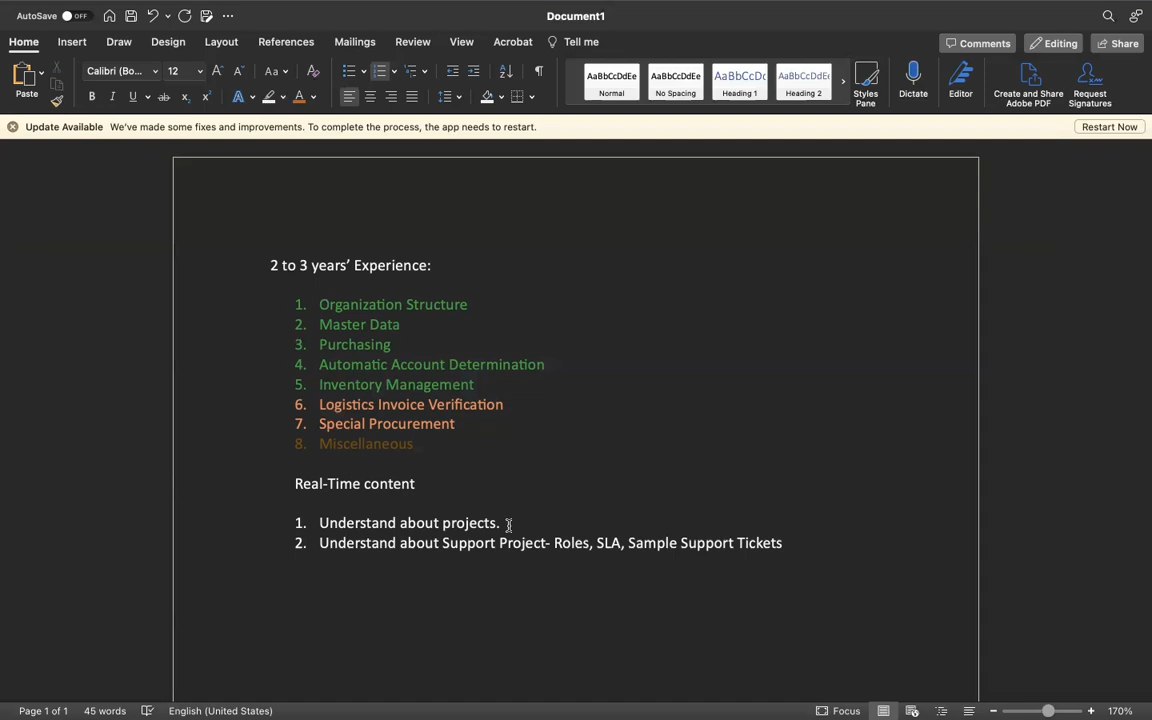 AutoSave OFF Document1
Home Insert Draw Design Layout References Mailings Review View Acrobat Tell me Comments Editing Share
Paste Calibri (Bo... 12 Aa AaBbCcDdEe Normal AaBbCcDdEe No Spacing AaBbCcDc Heading 1 AaBbCcDdEe Heading 2 Styles Pane Dictate Editor Create and Share Adobe PDF Request Signatures
Update Available We've made some fixes and improvements. To complete the process, the app needs to restart. Restart Now
2 to 3 years’ Experience:
1. Organization Structure
2. Master Data
3. Purchasing
4. Automatic Account Determination
5. Inventory Management
6. Logistics Invoice Verification
7. Special Procurement
8. Miscellaneous
Real-Time content
1. Understand about projects.
2. Understand about Support Project- Roles, SLA, Sample Support Tickets
Page 1 of 1 45 words English (United States) Focus 170%